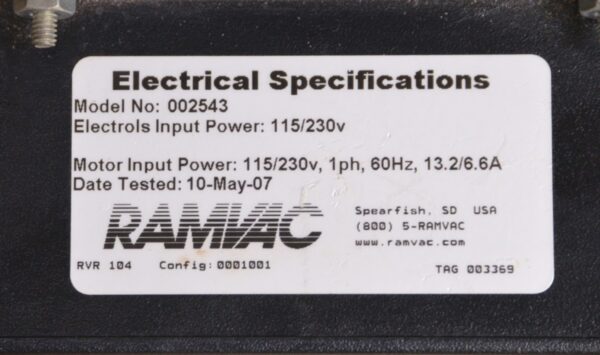 Electrical Specifications
Model No: 002543
Electrols Input Power: 115/230v
Motor Input Power: 115/230v, 1ph, 60Hz, 13.2/6.6A
Date Tested: 10-May-07
RAMVAC
Spearfish, SD USA
(800) 5-RAMVAC
www.ramvac.com
RVR 104 Config:0001001 TAG 003369